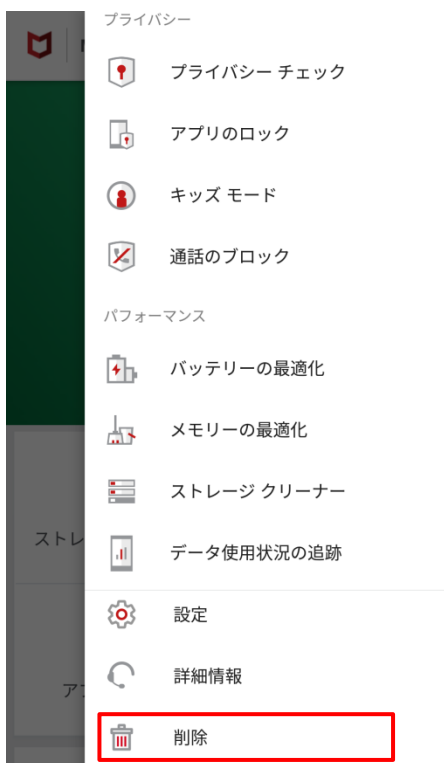 プライバシー
プライバシー チェック
アプリのロック
キッズ モード
通話のブロック
パフォーマンス
バッテリーの最適化
メモリーの最適化
ストレージ クリーナー
ストレ
データ使用状況の追跡
設定
詳細情報
ア
削除